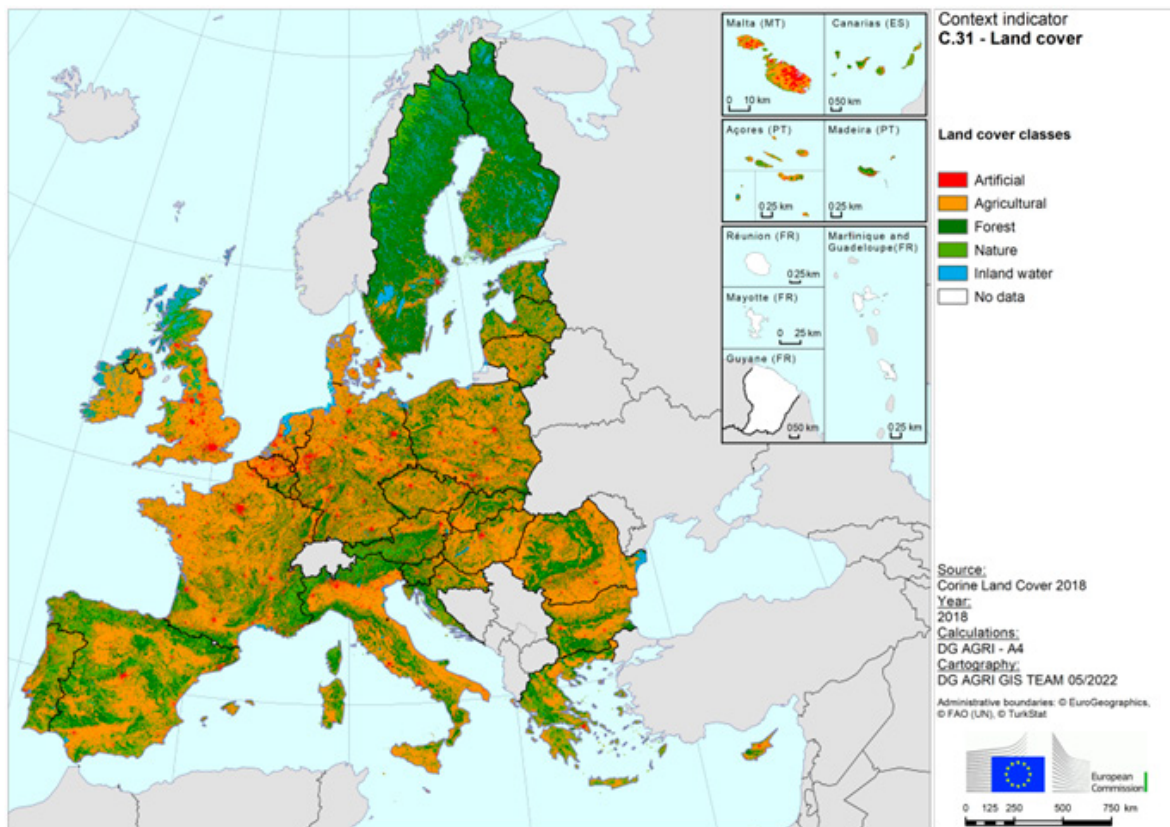 Context indicator
C.31 - Land cover
Malta (MT)
0 10 km
Canarias (ES)
0 50 km
Açores (PT)
0 25 km
Madeira (PT)
0 25 km
Réunion (FR)
0 25 km
Martinique and
Guadeloupe(FR)
0 25 km
Mayotte (FR)
0 25 km
Guyane (FR)
0 50 km
Land cover classes
Artificial
Agricultural
Forest
Nature
Inland water
No data
Source:
Corine Land Cover 2018
Year:
2018
Calculations:
DG AGRI - A4
Cartography:
DG AGRI GIS TEAM 05/2022
Administrative boundaries: © EuroGeographics,
© FAO (UN), © TurkStat
European
Commission
0 125 250 500 750 km